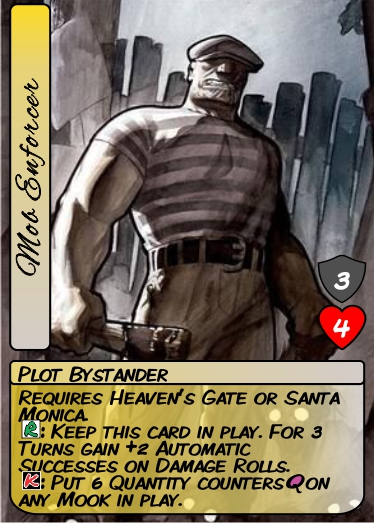 Mob Enforcer
3
4
PLOT BYSTANDER
REQUIRES HEAVEN'S GATE OR SANTA
MONICA.
R: KEEP THIS CARD IN PLAY. FOR 3
TURNS GAIN +2 AUTOMATIC
SUCCESSES ON DAMAGE ROLLS.
K: PUT 6 QUANTITY COUNTERS ON
ANY MOOK IN PLAY.